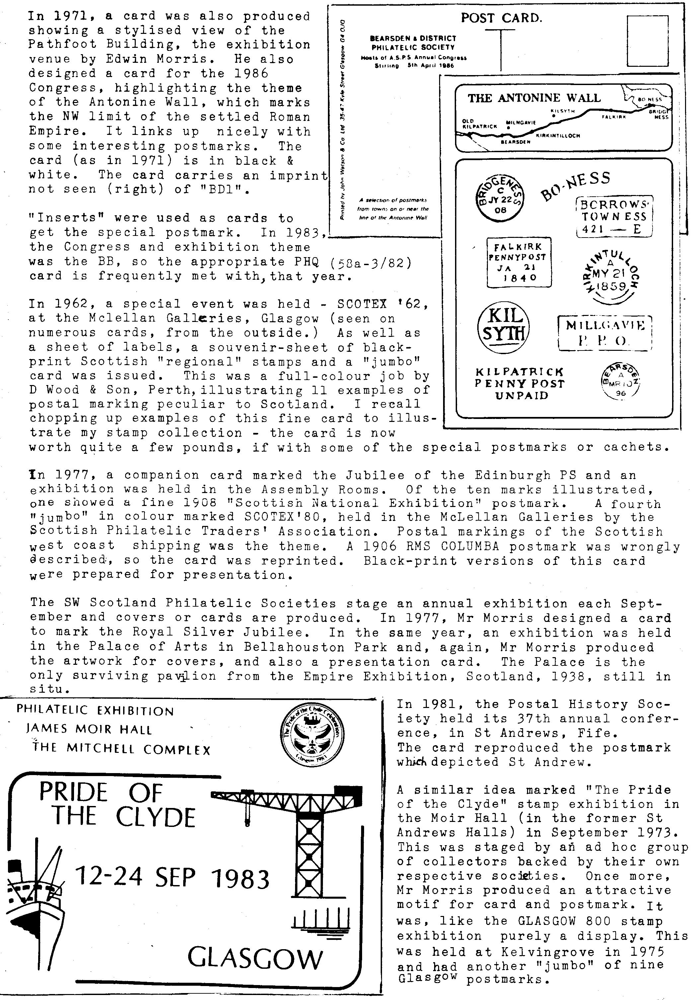 In 1971, a card was also produced
showing a stylised view of the
Pathfoot Building, the exhibition
venue by Edwin Morris. He also
designed a card for the 1986
Congress, highlighting the theme
of the Antonine Wall, which marks
the NW limit of the settled Roman
Empire. It links up nicely with
some interesting postmarks. The
card (as in 1971) is in black &
white. The card carries an imprint
not seen (right) of "BD1".
"Inserts" were used as cards to
get the special postmark. In 1983,
the Congress and exhibition theme
was the BB, so the appropriate PHQ (58a-3/82)
card is frequently met with, that year.
In 1962, a special event was held - SCOTEX '62,
at the Mclellan Galleries, Glasgow (seen on
numerous cards, from the outside.) As well as
a sheet of labels, a souvenir-sheet of black-
print Scottish "regional" stamps and a "jumbo"
card was issued. This was a full-colour job by
D Wood & Son, Perth, illustrating 11 examples of
postal marking peculiar to Scotland. I recall
chopping up examples of this fine card to illus-
trate my stamp collection - the card is now
worth quite a few pounds, if with some of the special postmarks or cachets.
POST CARD.
BEARSDEN & DISTRICT
PHILATELIC SOCIETY
Hosts of A.S.P.S. Annual Congress
Stirling 5th April 1986
Printed by John Watson & Co. Ltd 35-47 Kyle Street Glasgow G4 0JQ
A selection of postmarks
from towns on or near the
line of the Antonine Wall
THE ANTONINE WALL
BO NESS
BRIDGE
NESS
KILSYTH
FALKIRK
OLD
KILPATRICK
MILNGAVIE
KIRKINTILLOCH
BEARSDEN
BRIDGENESS
C
JY 22
08
BO-NESS
BORROWS
TOWNESS
421 — E
FALKIRK
PENNYPOST
JA 21
1840
KIRKINTULLOCH
A
MY 21
1859
KIL
SYTH
MILLGAVIE
P. P. O.
KILPATRICK
PENNY POST
UNPAID
BEARSDEN
A
MR 10
96
In 1977, a companion card marked the Jubilee of the Edinburgh PS and an
exhibition was held in the Assembly Rooms. Of the ten marks illustrated,
one showed a fine 1908 "Scottish National Exhibition" postmark. A fourth
"jumbo" in colour marked SCOTEX'80, held in the McLellan Galleries by the
Scottish Philatelic Traders' Association. Postal markings of the Scottish
west coast shipping was the theme. A 1906 RMS COLUMBA postmark was wrongly
described, so the card was reprinted. Black-print versions of this card
were prepared for presentation.
The SW Scotland Philatelic Societies stage an annual exhibition each Sept-
ember and covers or cards are produced. In 1977, Mr Morris designed a card
to mark the Royal Silver Jubilee. In the same year, an exhibition was held
in the Palace of Arts in Bellahouston Park and, again, Mr Morris produced
the artwork for covers, and also a presentation card. The Palace is the
only surviving pavilion from the Empire Exhibition, Scotland, 1938, still in
situ.
PHILATELIC EXHIBITION
JAMES MOIR HALL
THE MITCHELL COMPLEX
The Pride of the Clyde Celebrations
Glasgow 1983
PRIDE OF
THE CLYDE
12-24 SEP 1983
GLASGOW
In 1981, the Postal History Soc-
iety held its 37th annual confer-
ence, in St Andrews, Fife.
The card reproduced the postmark
which depicted St Andrew.
A similar idea marked "The Pride
of the Clyde" stamp exhibition in
the Moir Hall (in the former St
Andrews Halls) in September 1973.
This was staged by an ad hoc group
of collectors backed by their own
respective societies. Once more,
Mr Morris produced an attractive
motif for card and postmark. It
was, like the GLASGOW 800 stamp
exhibition purely a display. This
was held at Kelvingrove in 1975
and had another "jumbo" of nine
Glasgow postmarks.